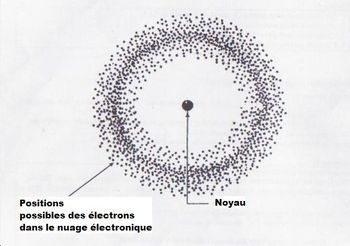 Positions
possibles des électrons
dans le nuage électronique
Noyau